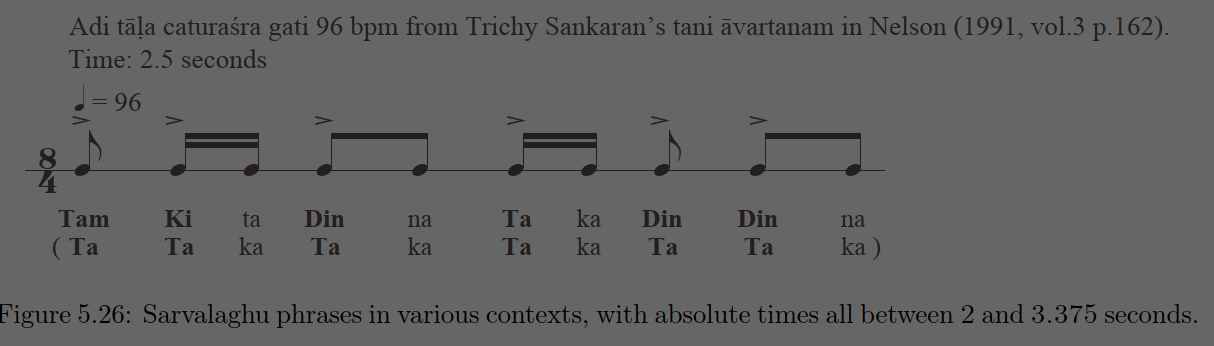 Adi tāḷa caturaśra gati 96 bpm from Trichy Sankaran’s tani āvartanam in Nelson (1991, vol.3 p.162).
Time: 2.5 seconds
♩ = 96
8
4
Tam Ki ta Din na Ta ka Din Din na
( Ta Ta ka Ta ka Ta ka Ta Ta ka )
Figure 5.26: Sarvalaghu phrases in various contexts, with absolute times all between 2 and 3.375 seconds.